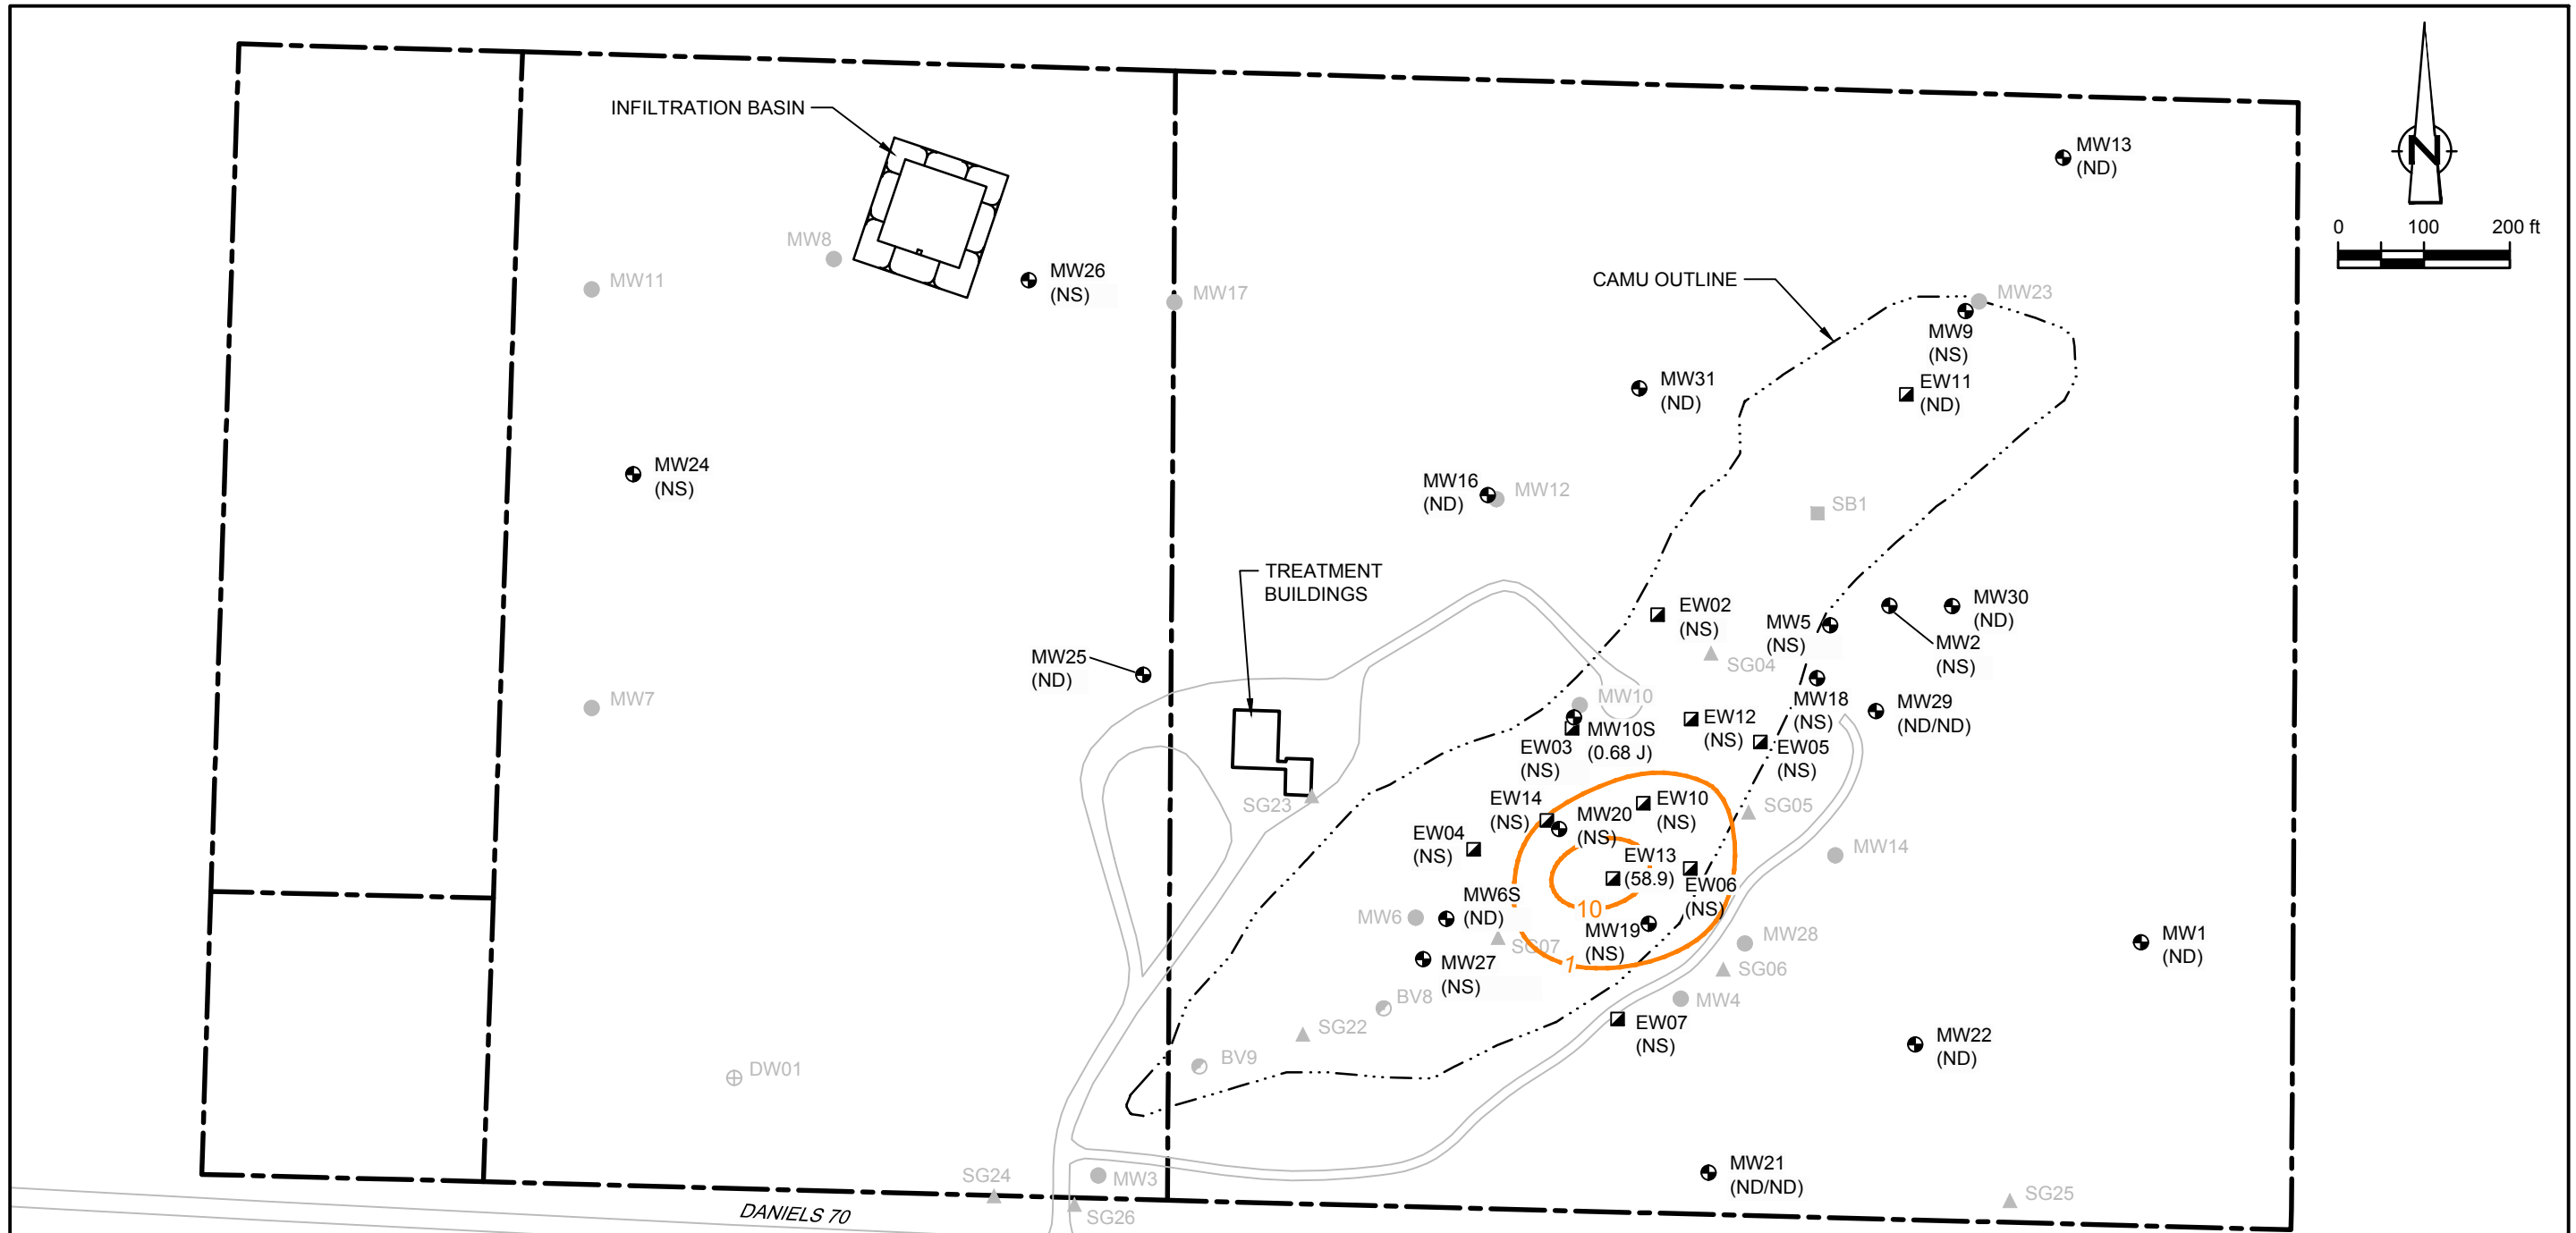 INFILTRATION BASIN
MW13
(ND)
N
0 100 200 ft
MW8
MW26
(NS)
MW11
MW17
CAMU OUTLINE
MW23
MW9
(NS)
MW31
(ND)
EW11
(ND)
MW24
(NS)
MW16
(ND)
MW12
SB1
TREATMENT
BUILDINGS
EW02
(NS)
MW5
(NS)
MW30
(ND)
MW2
(NS)
MW25
(ND)
SG04
MW7
MW10
MW18
(NS)
MW29
(ND/ND)
EW12
(NS)
MW10S
(0.68 J)
EW03
(NS)
EW05
(NS)
SG23
EW14
(NS)
EW10
(NS)
SG05
MW20
(NS)
EW04
(NS)
MW14
EW13
(58.9)
EW06
(NS)
10
MW6S
(ND)
MW6
MW19
(NS)
SG07
MW28
MW1
(ND)
1
MW27
(NS)
SG06
BV8
MW4
SG22
EW07
(NS)
MW22
(ND)
BV9
DW01
MW21
(ND/ND)
SG24
MW3
SG25
SG26
DANIELS 70